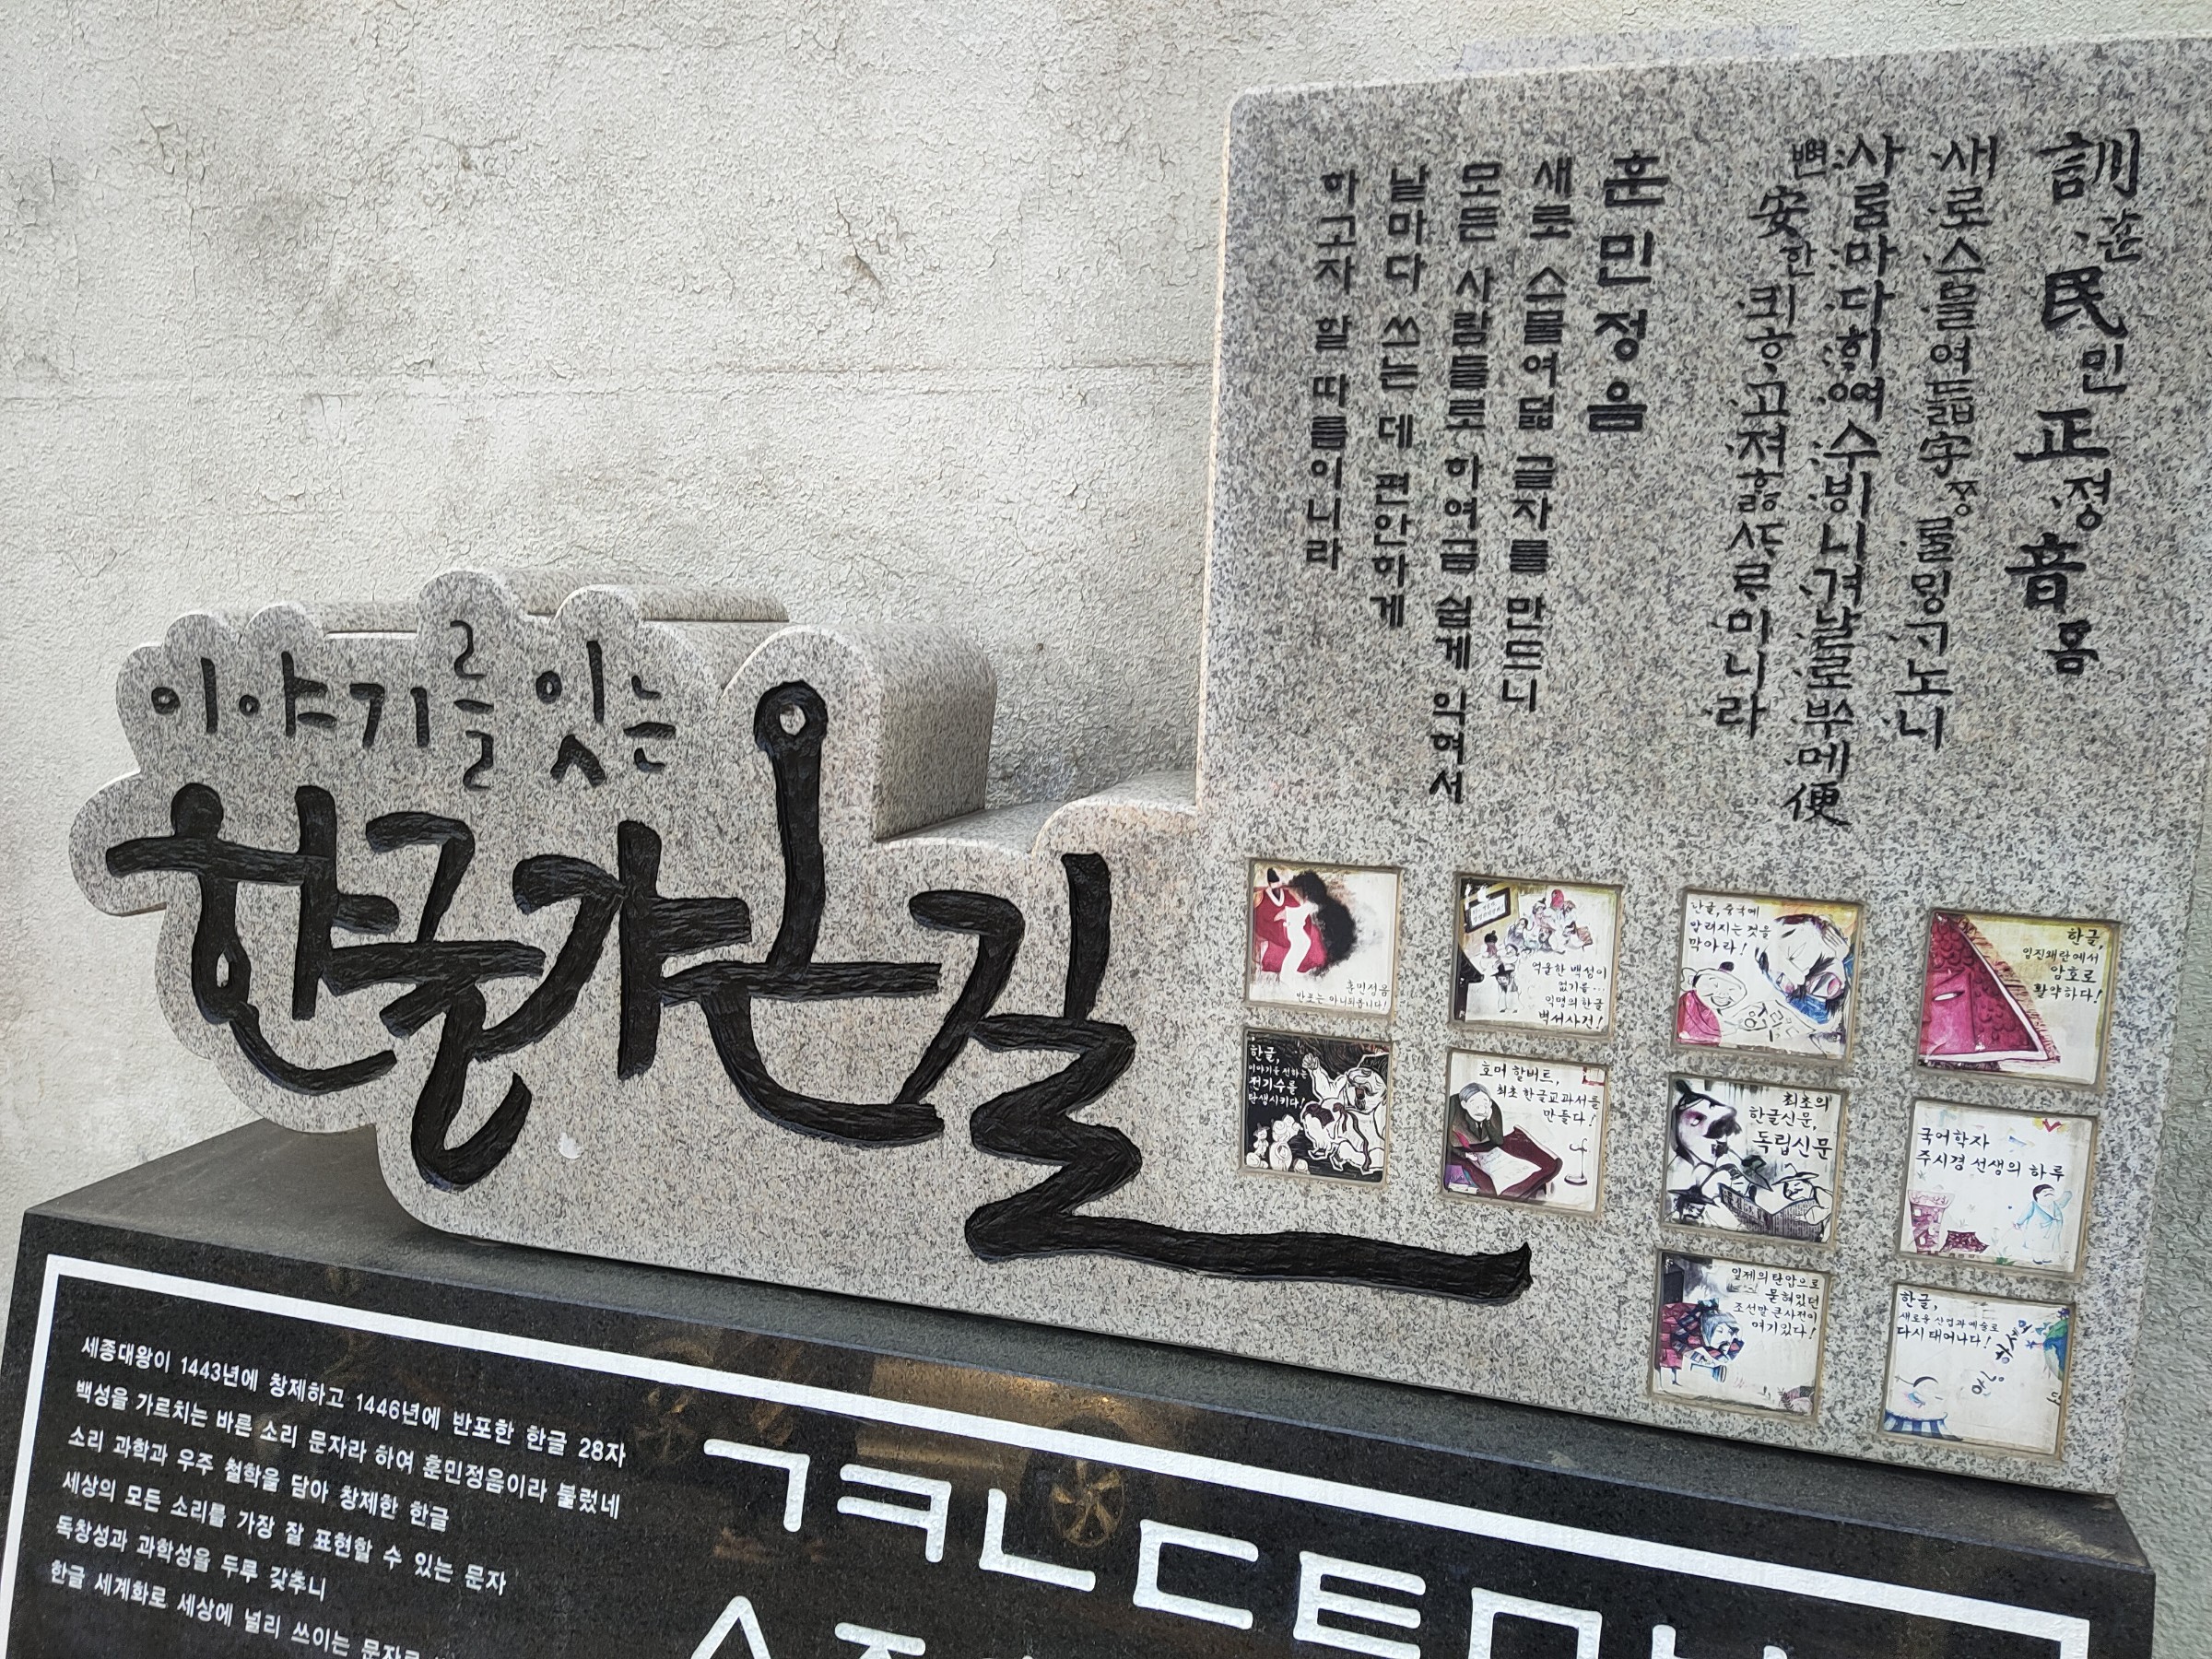 이야기를 잇는
한글가온길
訓훈民민正정音흠
새로스믈여듧字ᄍᆞᆼ를ᄆᆡᇰᄀᆞ노니
사ᄅᆞᆷ마다ᄒᆡᅇᅧ수ᄫᅵ니겨날로ᄡᅮ메便
뼌安한킈ᄒᆞ고져ᄒᆞᇙᄯᆞᄅᆞ미니라
훈민정음
새로 스물여덟 글자를 만드니
모든 사람들로 하여금 쉽게 익혀서
날마다 쓰는 데 편안하게
하고자 할 따름이니라
훈민정음
반포는 아니되옵니다!
억울한 백성이
없기를...
익명의 한글
벽서사건!
한글, 중국에
알려지는 것을
막아라!
한글,
임진왜란에서
암호로
활약하다!
한글,
이야기를 전하는
전기수를
탄생시키다!
호머 헐버트,
최초 한글교과서를
만들다!
최초의
한글신문,
독립신문
국어학자
주시경 선생의 하루
일제의 탄압으로
묻혀있던
조선말 큰사전이
여기있다!
한글,
새로운 산업과 예술로
다시 태어나다!
세종대왕이 1443년에 창제하고 1446년에 반포한 한글 28자
백성을 가르치는 바른 소리 문자라 하여 훈민정음이라 불렀네
소리 과학과 우주 철학을 담아 창제한 한글
세상의 모든 소리를 가장 잘 표현할 수 있는 문자
독창성과 과학성을 두루 갖추니
한글 세계화로 세상에 널리 쓰이는 문자로
ㄱㅋㄴㄷㅌㅁㅂ
ㅅㅈ